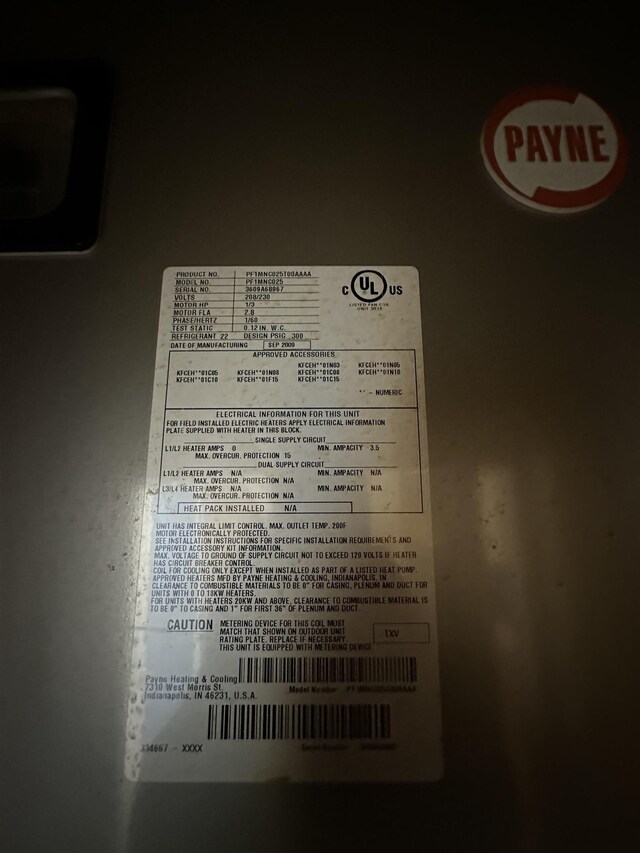 PAYNE
PRODUCT NO. PF1MNC025T00AAAA
MODEL NO. PF1MNC025
SERIAL NO. 3609A68967
VOLTS 208/230
MOTOR HP 1/3
MOTOR FLA 2.8
PHASE/HERTZ 1/60
TEST STATIC 0.12 IN. W.C.
REFRIGERANT 22 DESIGN PSIG 300
DATE OF MANUFACTURING SEP 2009
C UL US
LISTED FAN COIL
APPROVED ACCESSORIES
KFCEH**01N03 KFCEH**01N05
KFCEH**01C05 KFCEH**01N08 KFCEH**01C08 KFCEH**01N10
KFCEH**01C10 KFCEH**01F15 KFCEH**01C15
** - NUMERIC
ELECTRICAL INFORMATION FOR THIS UNIT
FOR FIELD INSTALLED ELECTRIC HEATERS APPLY ELECTRICAL INFORMATION
PLATE SUPPLIED WITH HEATER IN THIS BLOCK.
SINGLE SUPPLY CIRCUIT
L1/L2 HEATER AMPS 0 MIN. AMPACITY 3.5
MAX. OVERCUR. PROTECTION 15
DUAL SUPPLY CIRCUIT
L1/L2 HEATER AMPS N/A MIN. AMPACITY N/A
MAX. OVERCUR. PROTECTION N/A
L3/L4 HEATER AMPS N/A MIN. AMPACITY N/A
MAX. OVERCUR. PROTECTION N/A
HEAT PACK INSTALLED N/A
UNIT HAS INTEGRAL LIMIT CONTROL. MAX. OUTLET TEMP. 200F
MOTOR ELECTRONICALLY PROTECTED.
SEE INSTALLATION INSTRUCTIONS FOR SPECIFIC INSTALLATION REQUIREMENTS AND
APPROVED ACCESSORY KIT INFORMATION
MAX. VOLTAGE TO GROUND OF SUPPLY CIRCUIT NOT TO EXCEED 120 VOLTS IF HEATER
HAS CIRCUIT BREAKER CONTROL.
COIL FOR COOLING ONLY EXCEPT WHEN INSTALLED AS PART OF A LISTED HEAT PUMP.
APPROVED HEATERS MFD BY PAYNE HEATING & COOLING, INDIANAPOLIS, IN
CLEARANCE TO COMBUSTIBLE MATERIALS TO BE 0" FOR CASING, PLENUM AND DUCT FOR
UNITS WITH 0 TO 18KW HEATERS.
FOR UNITS WITH HEATERS 20KW AND ABOVE, CLEARANCE TO COMBUSTIBLE MATERIAL IS
TO BE 0" TO CASING AND 1" FOR FIRST 36" OF PLENUM AND DUCT
CAUTION METERING DEVICE FOR THIS COIL MUST
MATCH THAT SHOWN ON OUTDOOR UNIT
RATING PLATE. REPLACE IF NECESSARY.
THIS UNIT IS EQUIPPED WITH METERING DEVICE
TXV
Payne Heating & Cooling
7310 West Morris St.
Indianapolis, IN 46231, U.S.A.
Model Number
334667 - XXXX
Serial Number